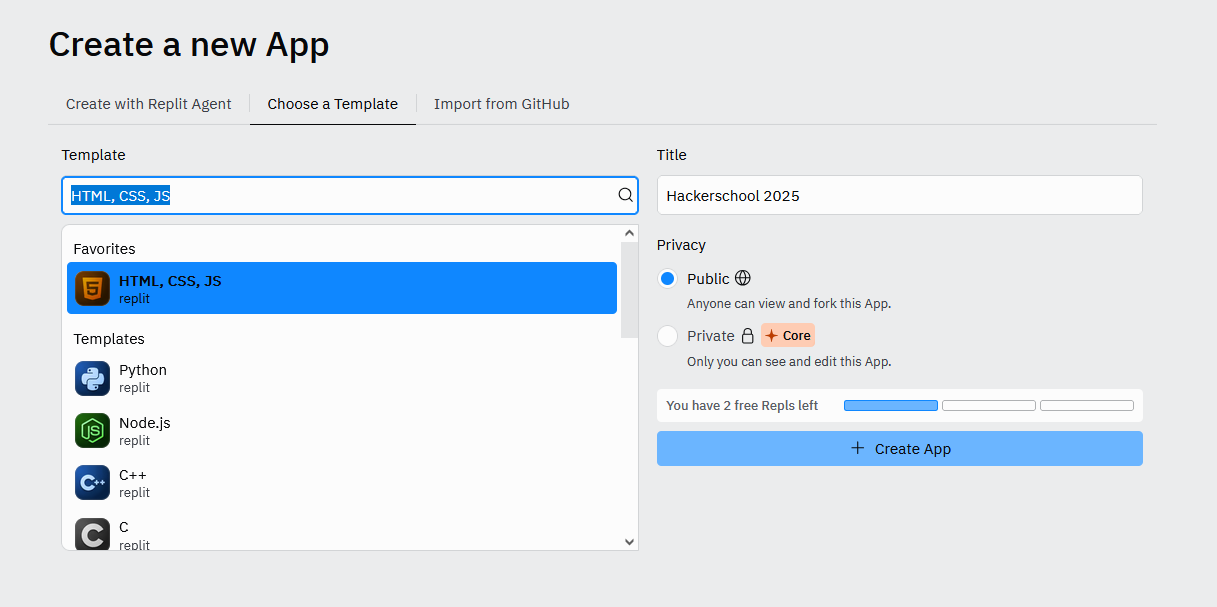 Create a new App
Create with Replit Agent
Choose a Template
Import from GitHub
Template
HTML, CSS, JS
Favorites
5
HTML, CSS, JS
replit
Templates
Python
replit
JS
Node.js
replit
C++
C++
replit
C
C
replit
Title
Hackerschool 2025
Privacy
Public
Anyone can view and fork this App.
Private Core
Only you can see and edit this App.
You have 2 free Repls left
Create App